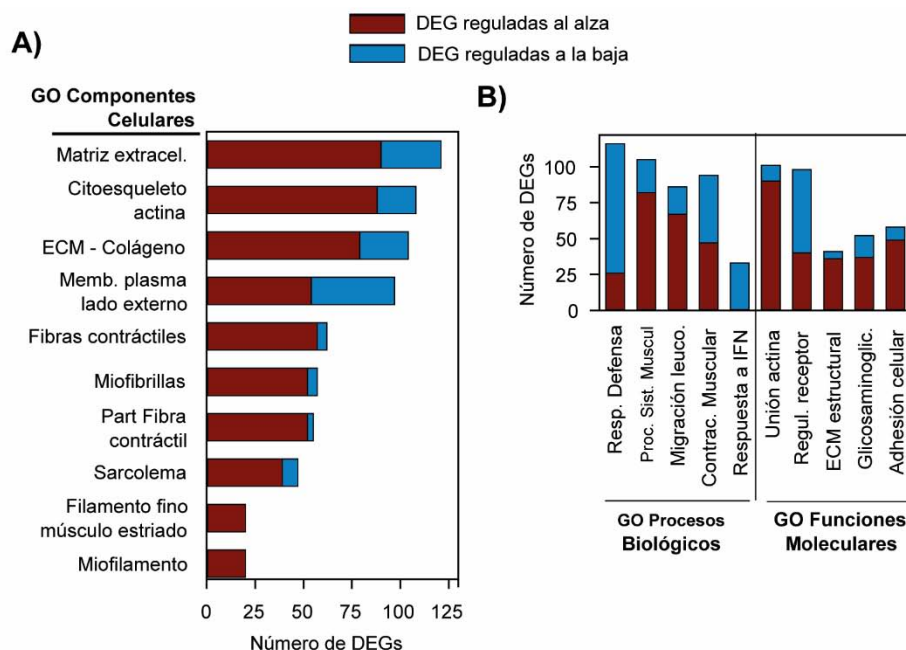 DEG reguladas al alza
DEG reguladas a la baja
A)
GO Componentes
Celulares
Matriz extracel.
Citoesqueleto
actina
ECM - Colágeno
Memb. plasma
lado externo
Fibras contráctiles
Miofibrillas
Part Fibra
contráctil
Sarcolema
Filamento fino
músculo estriado
Miofilamento
0 25 50 75 100 125
Número de DEGs
B)
Número de DEGs
100
75
50
25
0
Resp. Defensa
Proc. Sist. Muscul
Migración leuco.
Contrac. Muscular
Respuesta a IFN
Unión actina
Regul. receptor
ECM estructural
Glicosaminoglic.
Adhesión celular
GO Procesos
Biológicos
GO Funciones
Moleculares